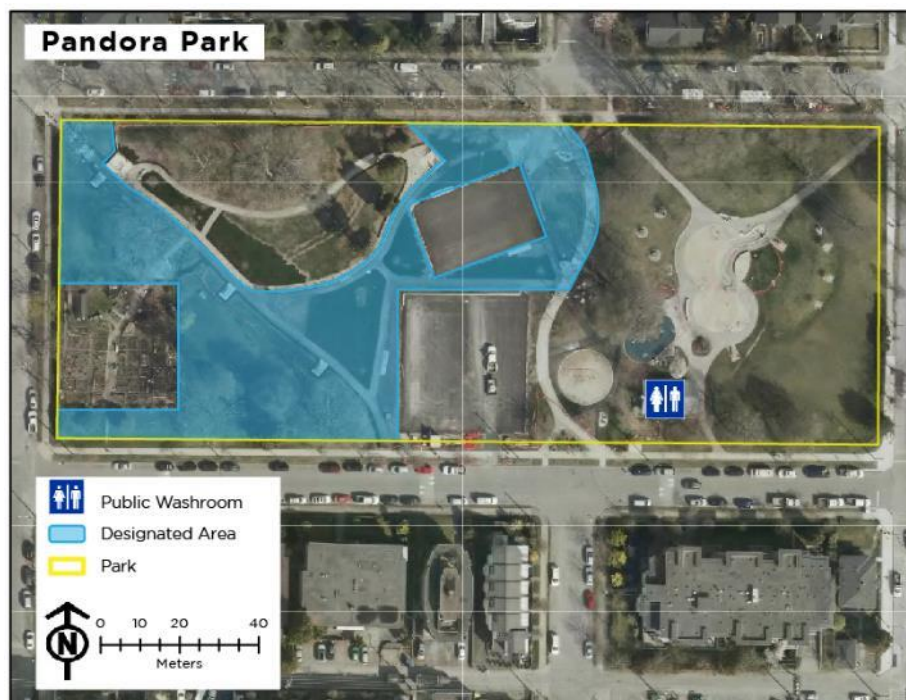 Pandora Park
Public Washroom
Designated Area
Park
N
0 10 20 40
Meters